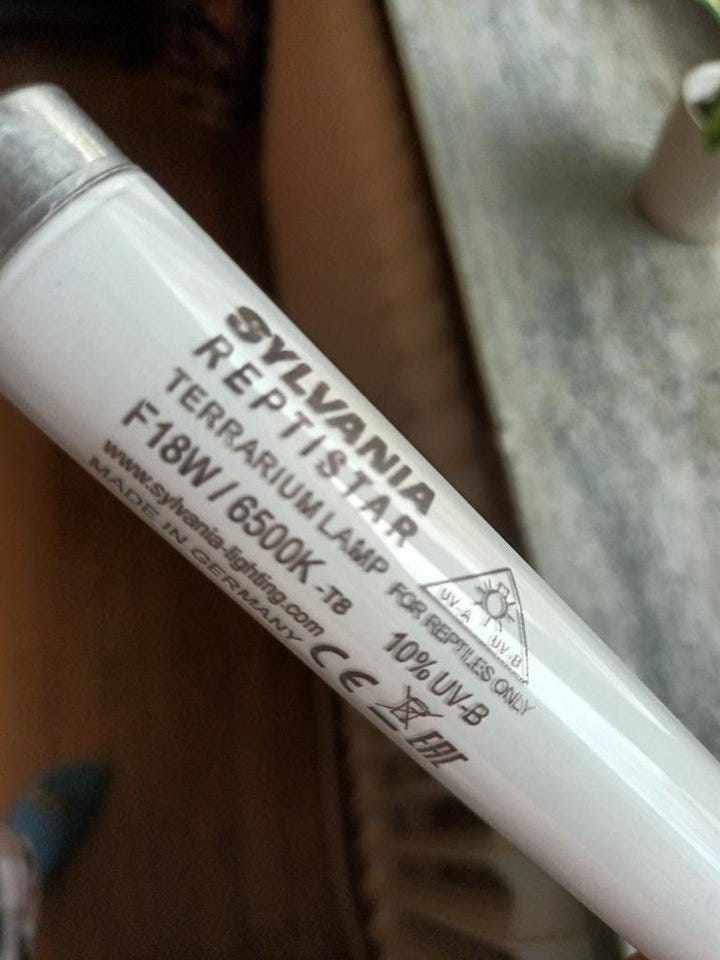 SYLVANIA
REPTISTAR
TERRARIUM LAMP FOR REPTILES ONLY
F18W / 6500K -T8 10% UV-B
www.sylvania-lighting.com
MADE IN GERMANY CE EAC
UV-A UV-B